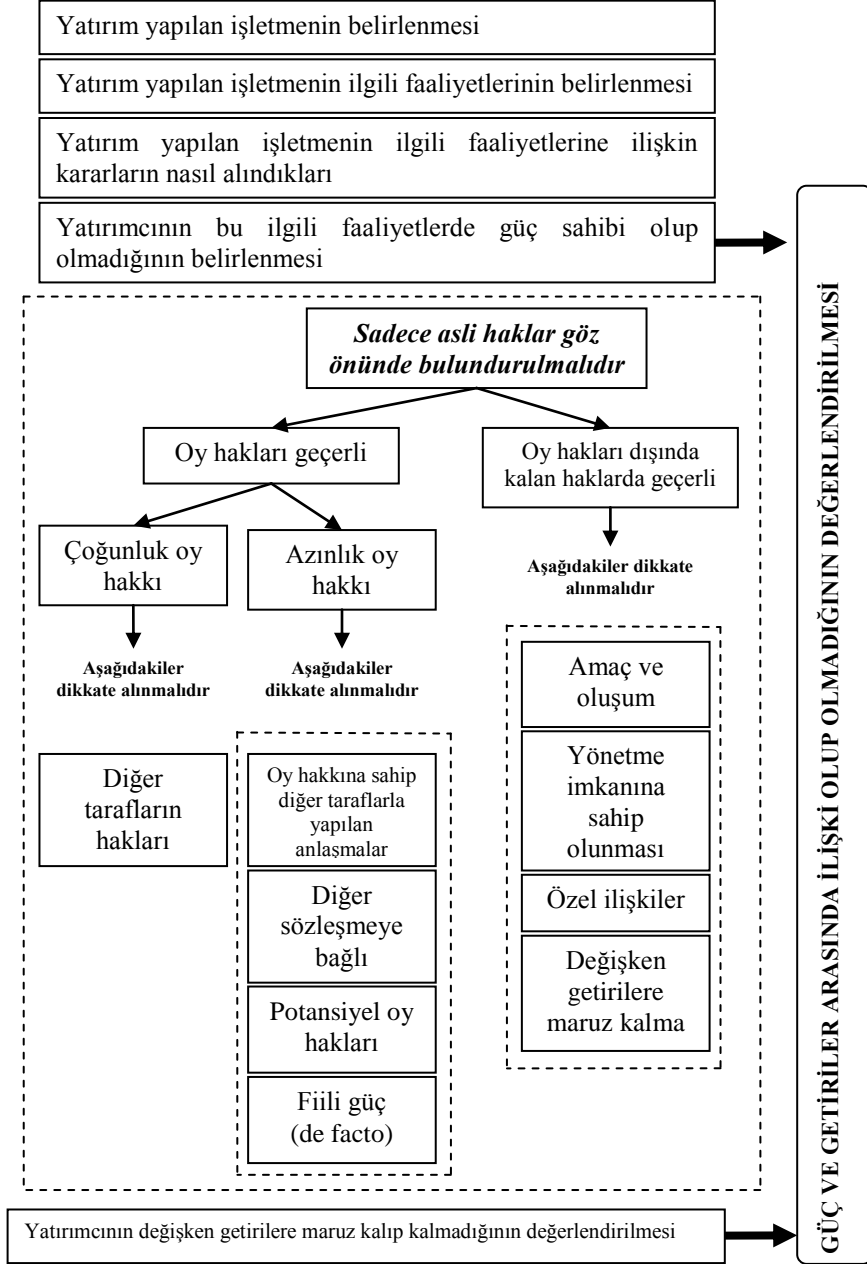 Yatırım yapılan işletmenin belirlenmesi
Yatırım yapılan işletmenin ilgili faaliyetlerinin belirlenmesi
Yatırım yapılan işletmenin ilgili faaliyetlerine ilişkin
kararların nasıl alındıkları
Yatırımcının bu ilgili faaliyetlerde güç sahibi olup
olmadığının belirlenmesi
Sadece asli haklar göz
önünde bulundurulmalıdır
Oy hakları geçerli
Oy hakları dışında
kalan haklarda geçerli
Çoğunluk oy
hakkı
Azınlık oy
hakkı
Aşağıdakiler dikkate
alınmalıdır
Aşağıdakiler
dikkate alınmalıdır
Aşağıdakiler
dikkate alınmalıdır
Diğer
tarafların
hakları
Oy hakkına sahip
diğer taraflarla
yapılan
anlaşmalar
Diğer
sözleşmeye
bağlı
Potansiyel oy
hakları
Fiili güç
(de facto)
Amaç ve
oluşum
Yönetme
imkanına
sahip
olunması
Özel ilişkiler
Değişken
getirilere
maruz kalma
Yatırımcının değişken getirilere maruz kalıp kalmadığının değerlendirilmesi
GÜÇ VE GETİRİLER ARASINDA İLİŞKİ OLUP OLMADIĞININ DEĞERLENDİRİLMESİ